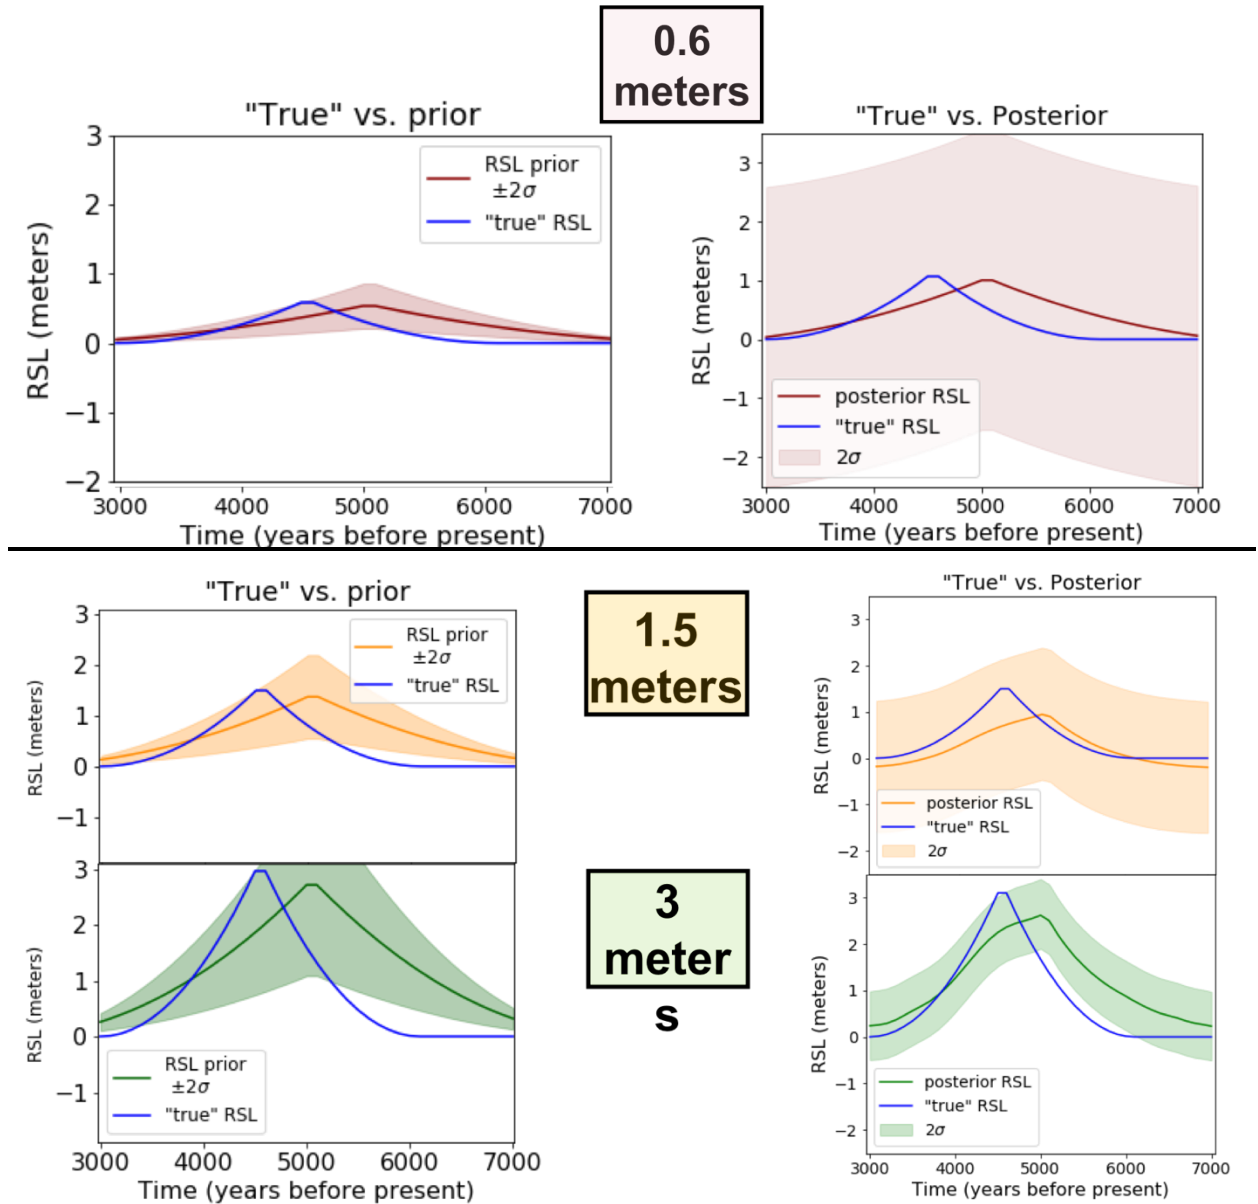 0.6
meters
"True" vs. prior
3
2
1
0
−1
−2
RSL (meters)
RSL prior
±2σ
"true" RSL
3000 4000 5000 6000 7000
Time (years before present)
"True" vs. Posterior
3
2
1
0
−1
−2
RSL (meters)
posterior RSL
"true" RSL
2σ
3000 4000 5000 6000 7000
Time (years before present)
"True" vs. prior
3
2
1
0
−1
RSL (meters)
RSL prior
±2σ
"true" RSL
1.5
meters
"True" vs. Posterior
3
2
1
0
−1
−2
RSL (meters)
posterior RSL
"true" RSL
2σ
3
2
1
0
−1
RSL (meters)
RSL prior
±2σ
"true" RSL
3000 4000 5000 6000 7000
Time (years before present)
3
meter
s
3
2
1
0
−1
−2
RSL (meters)
posterior RSL
"true" RSL
2σ
3000 4000 5000 6000 7000
Time (years before present)